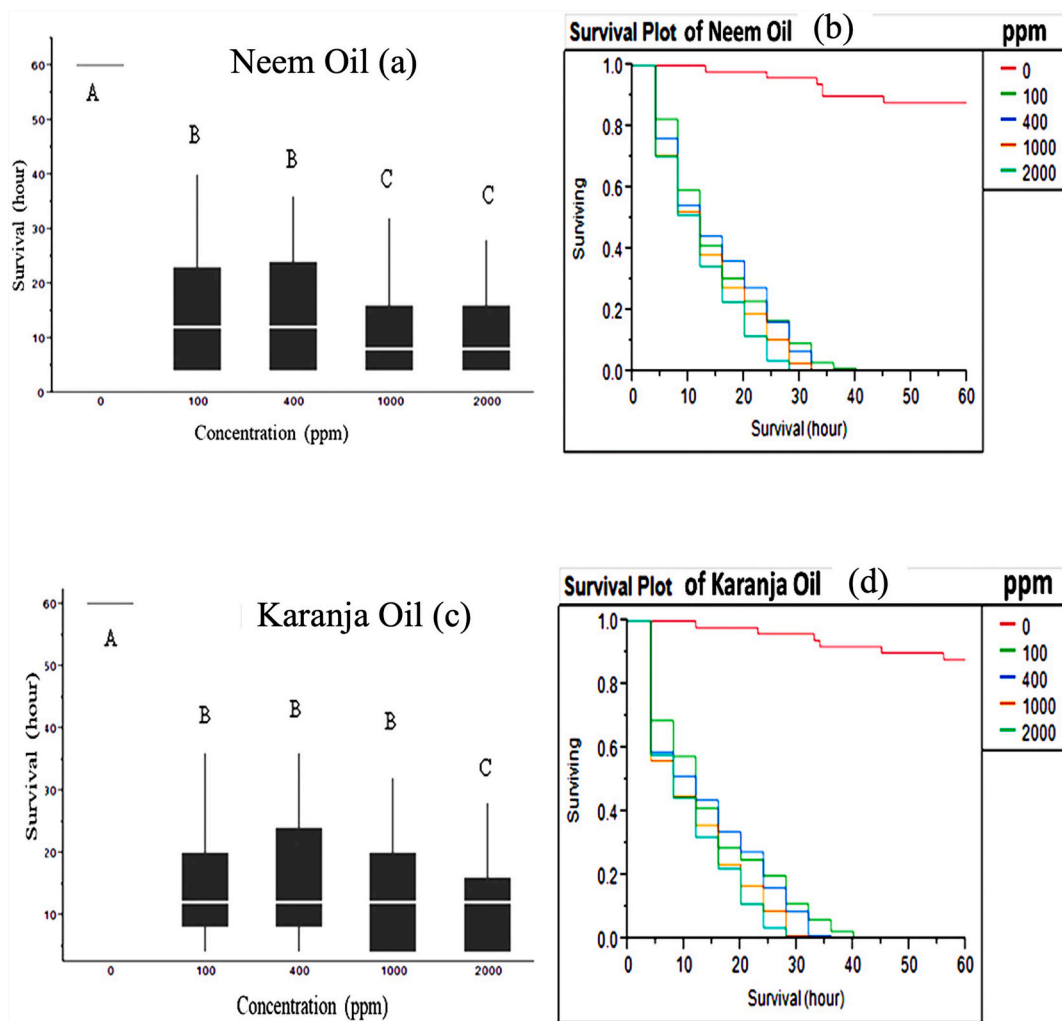 Neem Oil (a)
Survival (hour)
60
50
40
30
20
10
0
A
B
B
C
C
0 100 400 1000 2000
Concentration (ppm)
Survival Plot of Neem Oil (b)
ppm
0
100
400
1000
2000
Surviving
1.0
0.8
0.6
0.4
0.2
0.0
0 10 20 30 40 50 60
Survival (hour)
Karanja Oil (c)
Survival (hour)
60
50
40
30
20
10
A
B
B
B
C
0 100 400 1000 2000
Concentration (ppm)
Survival Plot of Karanja Oil (d)
ppm
0
100
400
1000
2000
Surviving
1.0
0.8
0.6
0.4
0.2
0.0
0 10 20 30 40 50 60
Survival (hour)